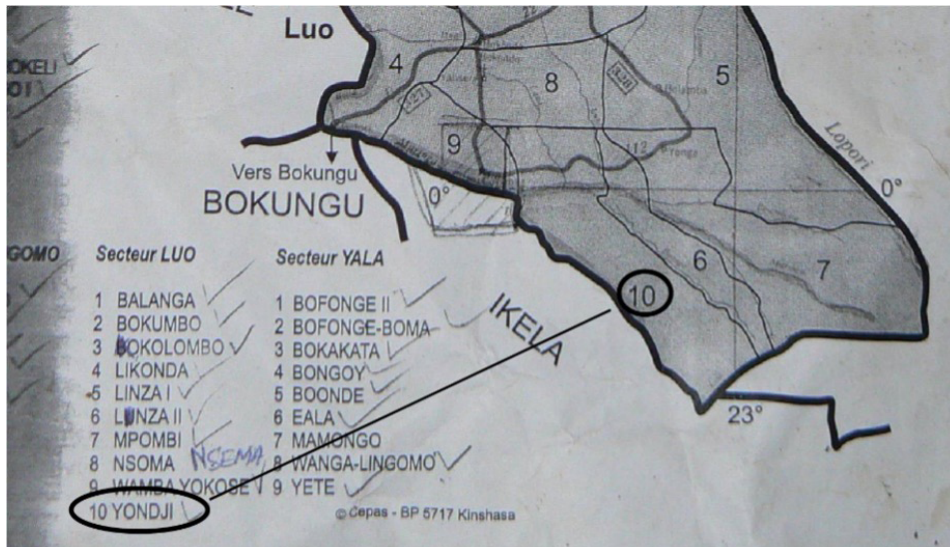 Luo
4
8
5
9
10
6
7
Lopori
0°
0°
Vers Bokungu
BOKUNGU
IKELA
23°
OKELI
GOMO
Secteur LUO
1 BALANGA
2 BOKUMBO
3 BOKOLOMBO
4 LIKONDA
5 LINZA I
6 LINZA II
7 MPOMBI
8 NSOMA NSEMA
9 WAMBA YOKOSE
10 YONDJI
Secteur YALA
1 BOFONGE II
2 BOFONGE-BOMA
3 BOKAKATA
4 BONGOY
5 BOONDE
6 EALA
7 MAMONGO
8 WANGA-LINGOMO
9 YETE
© Cepas - BP 5717 Kinshasa